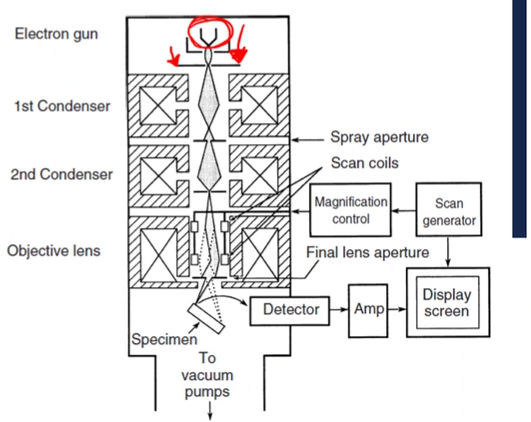 Electron gun
1st Condenser
Spray aperture
Scan coils
2nd Condenser
Magnification
control
Scan
generator
Objective lens
Final lens aperture
Detector
Amp
Display
screen
Specimen
To
vacuum
pumps